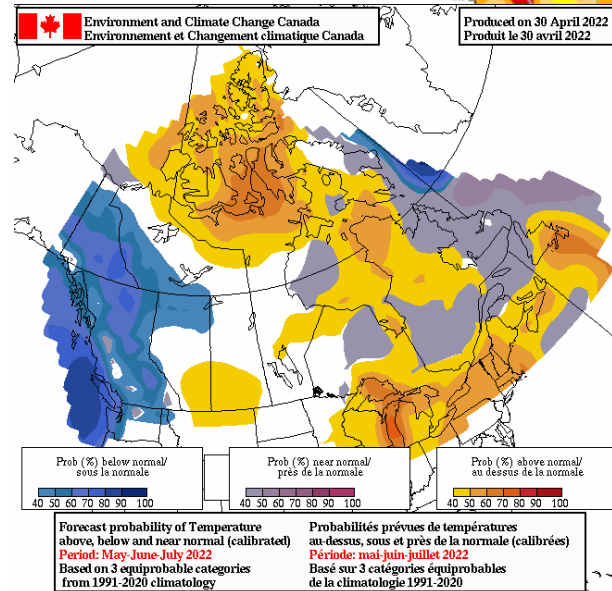 Environment and Climate Change Canada
Environnement et Changement climatique Canada
Produced on 30 April 2022
Produit le 30 avril 2022
Prob (%) below normal/
sous la normale
40 50 60 70 80 90 100
Prob (%) near normal/
près de la normale
40 50 60 70 80 90 100
Prob (%) above normal/
au dessus de la normale
40 50 60 70 80 90 100
Forecast probability of Temperature
above, below and near normal (calibrated)
Period: May-June-July 2022
Based on 3 equiprobable categories
from 1991-2020 climatology
Probabilités prévues de températures
au-dessus, sous et près de la normale (calibrées)
Période: mai-juin-juillet 2022
Basé sur 3 catégories équiprobables
de la climatologie 1991-2020